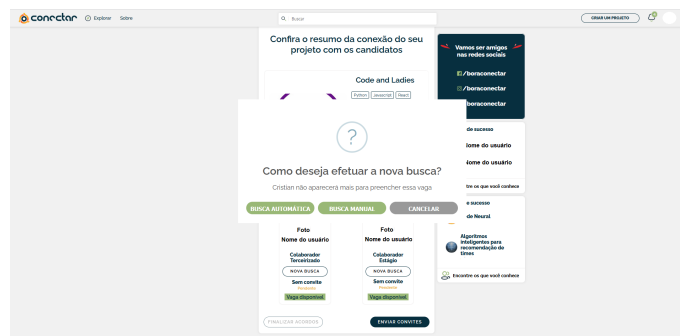 conectar
Explorar
Sobre
Buscar
CRIAR UM PROJETO
Confira o resumo da conexão do seu
projeto com os candidatos
Code and Ladies
Python
Javascript
React
Vamos ser amigos
nas redes sociais
/boraconectar
/boraconectar
boraconectar
de sucesso
Nome do usuário
Nome do usuário
tre os que você conhece
e sucesso
de Neural
Algoritmos
inteligentes para
recomendação de
times
Encontre os que você conhece
?
Como deseja efetuar a nova busca?
Cristian não aparecerá mais para preencher essa vaga
BUSCA AUTOMÁTICA
BUSCA MANUAL
CANCELAR
Foto
Nome do usuário
Colaborador
Terceirizado
NOVA BUSCA
Sem convite
Pendente
Vaga disponível
Foto
Nome do usuário
Colaborador
Estágio
NOVA BUSCA
Sem convite
Pendente
Vaga disponível
FINALIZAR ACORDOS
ENVIAR CONVITES